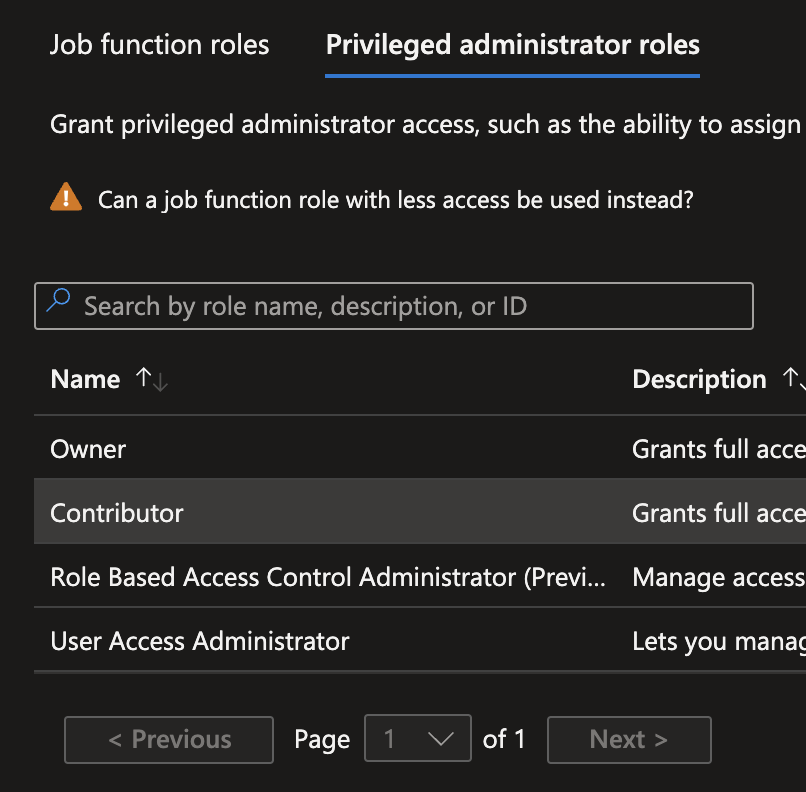 Job function roles Privileged administrator roles
Grant privileged administrator access, such as the ability to assign
Can a job function role with less access be used instead?
Search by role name, description, or ID
Name Description
Owner Grants full acce
Contributor Grants full acce
Role Based Access Control Administrator (Previ... Manage access
User Access Administrator Lets you manag
< Previous Page 1 of 1 Next >